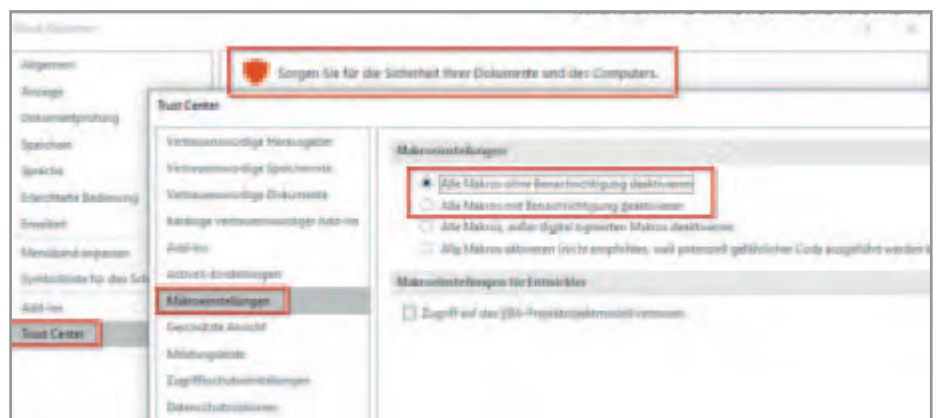 Allgemein
Anzeige
Dokumentprüfung
Speichern
Sprache
Erleichterte Bedienung
Erweitert
Menüband anpassen
Symbolleiste für den Sch
Add-Ins
Trust Center
Sorgen Sie für die Sicherheit Ihrer Dokumente und des Computers.
Trust Center
Vertrauenswürdige Herausgeber
Vertrauenswürdige Speicherorte
Vertrauenswürdige Dokumente
Kataloge vertrauenswürdiger Add-Ins
Add-Ins
ActiveX-Einstellungen
Makroeinstellungen
Geschützte Ansicht
Meldungsleiste
Zugriffsschutzeinstellungen
Datenschutzoptionen
Makroeinstellungen
Alle Makros ohne Benachrichtigung deaktivieren
Alle Makros mit Benachrichtigung deaktivieren
Alle Makros, außer digital signierten Makros deaktivieren
Alle Makros aktivieren (nicht empfohlen, weil potenziell gefährlicher Code ausgeführt werden k
Makroeinstellungen für Entwickler
Zugriff auf das VBA-Projektobjektmodell vertrauen